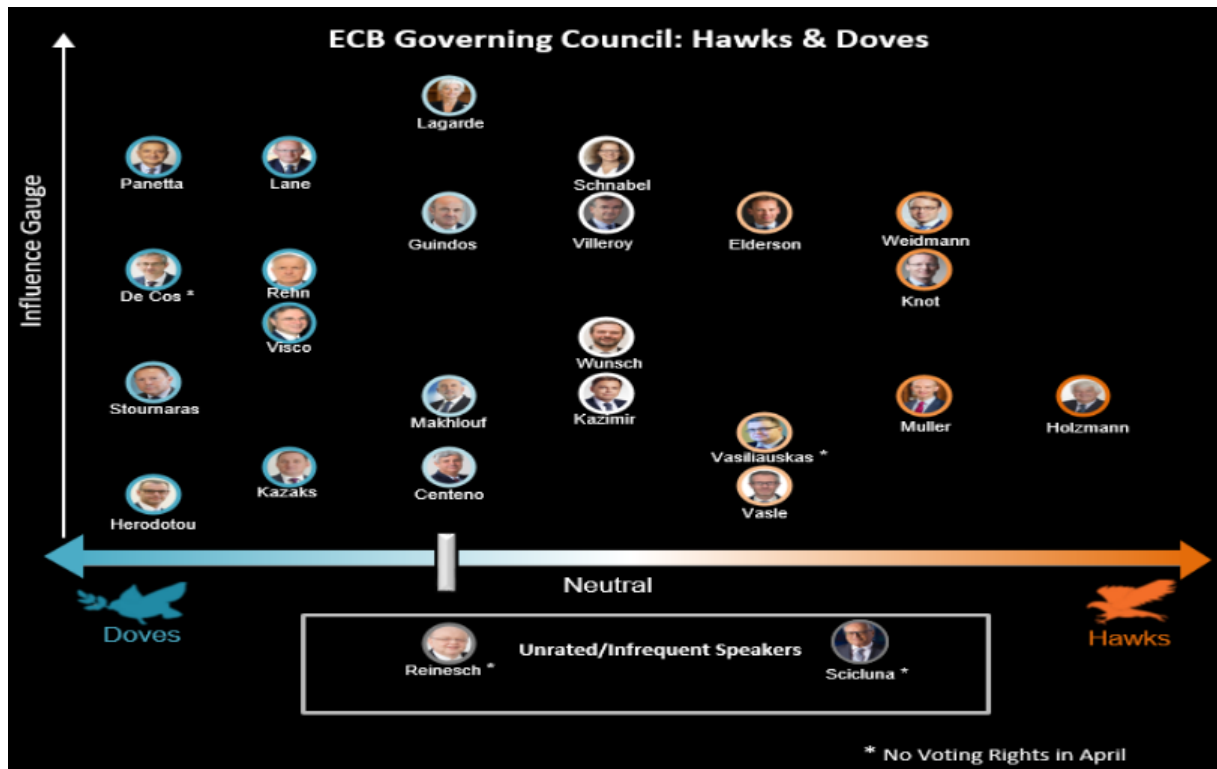 ECB Governing Council: Hawks & Doves
Influence Gauge
Lagarde
Panetta
Lane
Schnabel
Guindos
Villeroy
Elderson
Weidmann
De Cos *
Rehn
Knot
Visco
Wunsch
Stournaras
Makhlouf
Kazimir
Muller
Holzmann
Vasiliauskas *
Kazaks
Centeno
Vasle
Herodotou
Neutral
Doves
Hawks
Unrated/Infrequent Speakers
Reinesch *
Scicluna *
* No Voting Rights in April